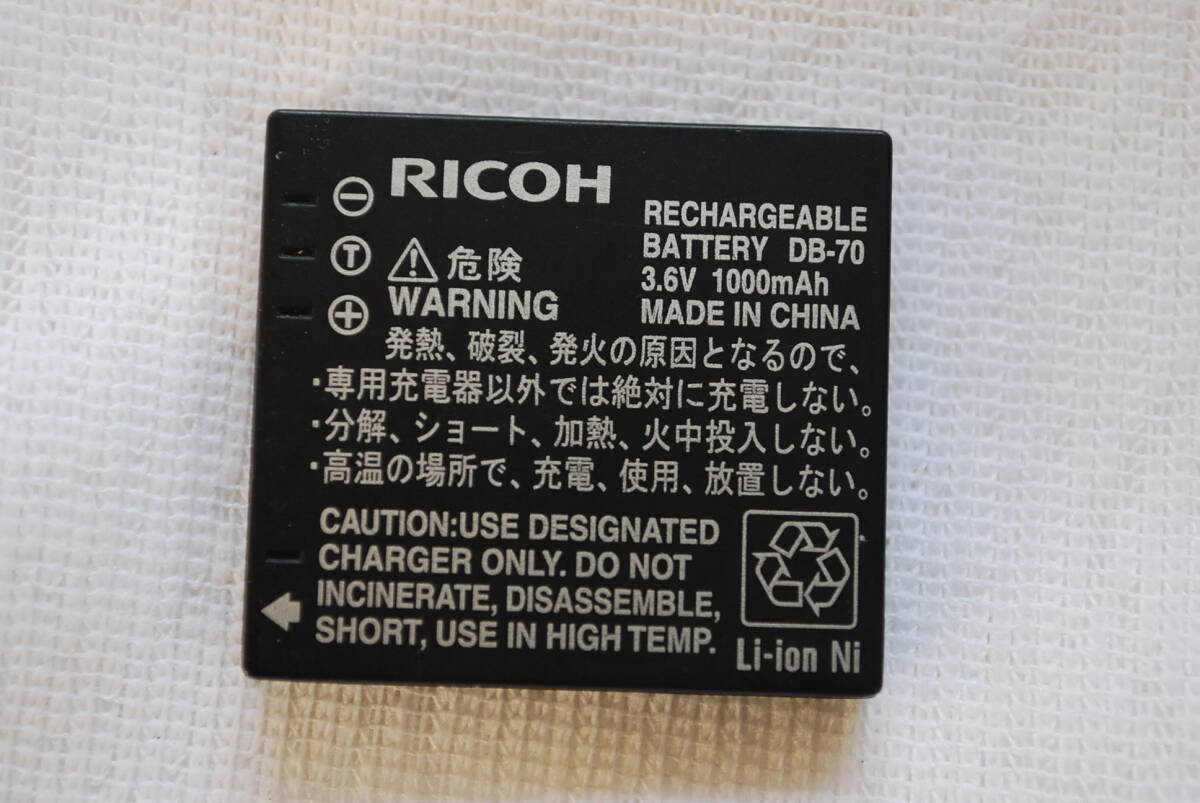 RICOH
RECHARGEABLE
BATTERY DB-70
3.6V 1000mAh
MADE IN CHINA
T
危険
WARNING
発熱、破裂、発火の原因となるので、
・専用充電器以外では絶対に充電しない。
・分解、ショート、加熱、火中投入しない。
・高温の場所で、充電、使用、放置しない。
CAUTION:USE DESIGNATED
CHARGER ONLY. DO NOT
INCINERATE, DISASSEMBLE,
SHORT, USE IN HIGH TEMP.
Li-ion Ni